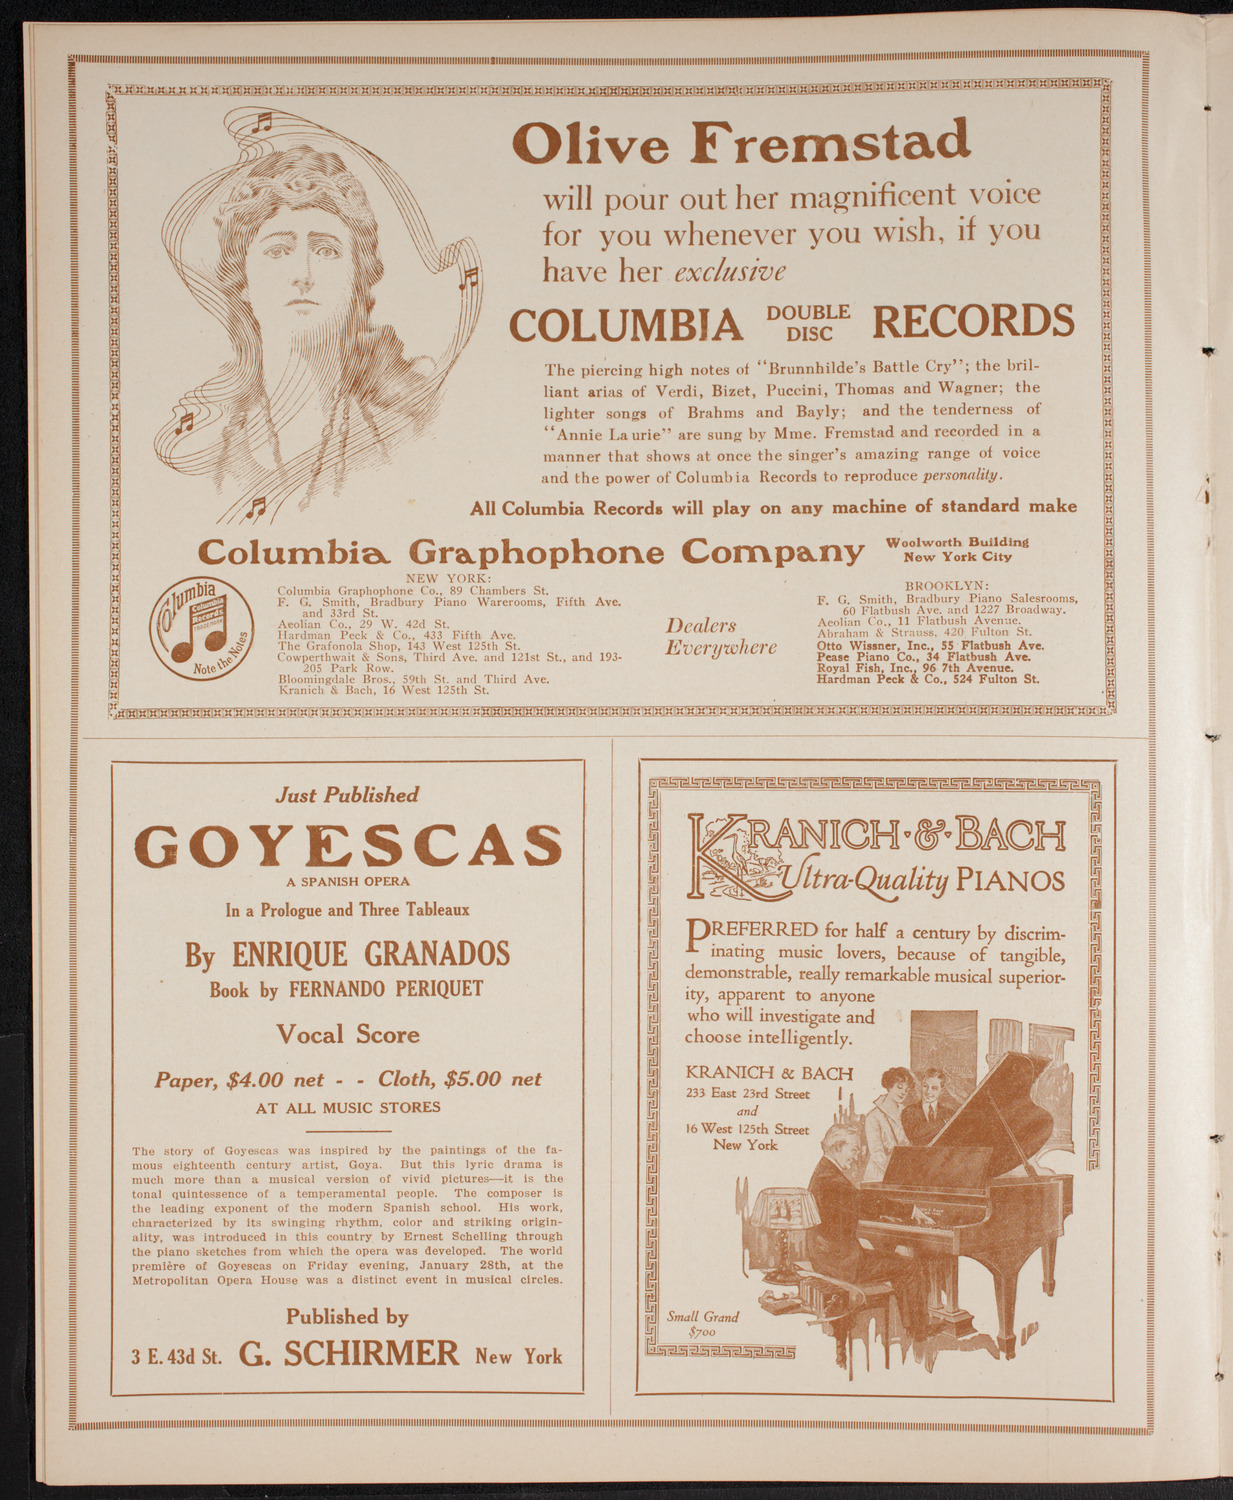 Olive Fremstad
will pour out her magnificent voice
for you whenever you wish, if you
have her exclusive
COLUMBIA DOUBLE DISC RECORDS
The piercing high notes of "Brunnhilde's Battle Cry"; the bril-
liant arias of Verdi, Bizet, Puccini, Thomas and Wagner; the
lighter songs of Brahms and Bayly; and the tenderness of
"Annie Laurie" are sung by Mme. Fremstad and recorded in a
manner that shows at once the singer's amazing range of voice
and the power of Columbia Records to reproduce personality.
All Columbia Records will play on any machine of standard make
Columbia Graphophone Company Woolworth Building
New York City
Columbia
Columbia
Records
TRADE MARK
Note the Notes
NEW YORK:
Columbia Graphophone Co., 89 Chambers St.
F. G. Smith, Bradbury Piano Warerooms, Fifth Ave.
and 33rd St.
Aeolian Co., 29 W. 42d St.
Hardman Peck & Co., 433 Fifth Ave.
The Grafonola Shop, 143 West 125th St.
Cowperthwait & Sons, Third Ave. and 121st St., and 193-
205 Park Row.
Bloomingdale Bros., 59th St. and Third Ave.
Kranich & Bach, 16 West 125th St.
Dealers
Everywhere
BROOKLYN:
F. G. Smith, Bradbury Piano Salesrooms,
60 Flatbush Ave. and 1227 Broadway.
Aeolian Co., 11 Flatbush Avenue.
Abraham & Strauss, 420 Fulton St.
Otto Wissner, Inc., 55 Flatbush Ave.
Pease Piano Co., 34 Flatbush Ave.
Royal Fish, Inc., 96 7th Avenue.
Hardman Peck & Co., 524 Fulton St.
Just Published
GOYESCAS
A SPANISH OPERA
In a Prologue and Three Tableaux
By ENRIQUE GRANADOS
Book by FERNANDO PERIQUET
Vocal Score
Paper, $4.00 net - - Cloth, $5.00 net
AT ALL MUSIC STORES
The story of Goyescas was inspired by the paintings of the fa-
mous eighteenth century artist, Goya. But this lyric drama is
much more than a musical version of vivid pictures—it is the
tonal quintessence of a temperamental people. The composer is
the leading exponent of the modern Spanish school. His work,
characterized by its swinging rhythm, color and striking origin-
ality, was introduced in this country by Ernest Schelling through
the piano sketches from which the opera was developed. The world
première of Goyescas on Friday evening, January 28th, at the
Metropolitan Opera House was a distinct event in musical circles.
Published by
3 E. 43d St. G. SCHIRMER New York
KRANICH·&·BACH
Ultra-Quality PIANOS
PREFERRED for half a century by discrim-
inating music lovers, because of tangible,
demonstrable, really remarkable musical superior-
ity, apparent to anyone
who will investigate and
choose intelligently.
KRANICH & BACH
233 East 23rd Street
and
16 West 125th Street
New York
Small Grand
$700